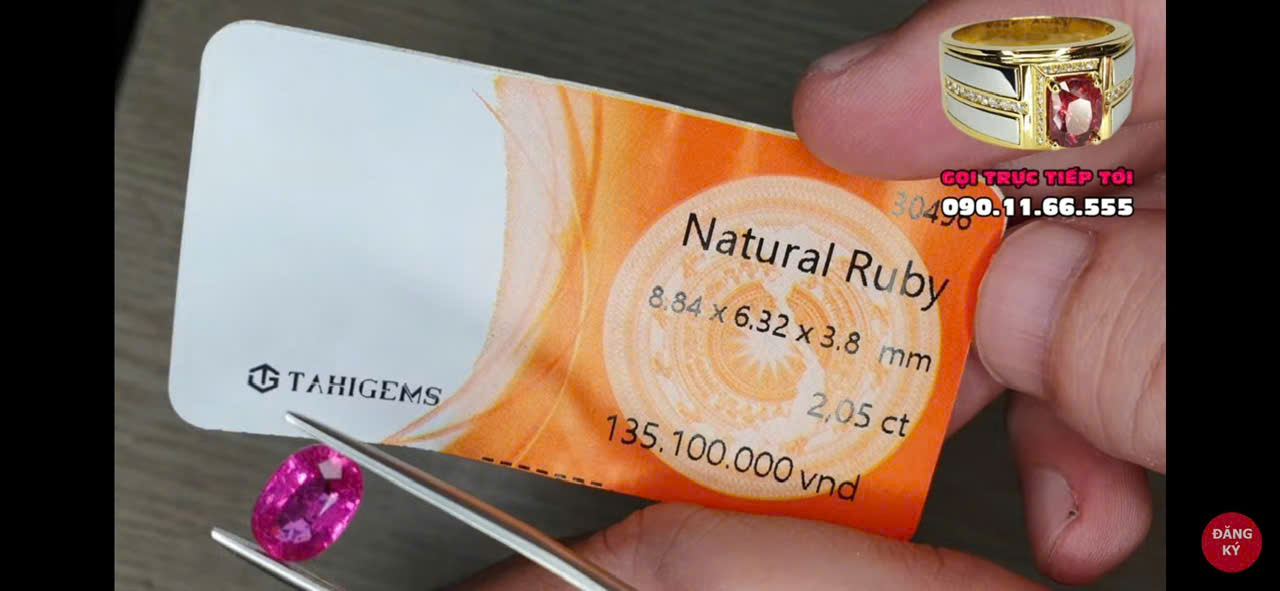 GỌI TRỰC TIẾP TỚI
090.11.66.555
30496
Natural Ruby
8.84 x 6.32 x 3.8 mm
2,05 ct
135.100.000 vnd
TAHIGEMS
ĐĂNG
KÝ